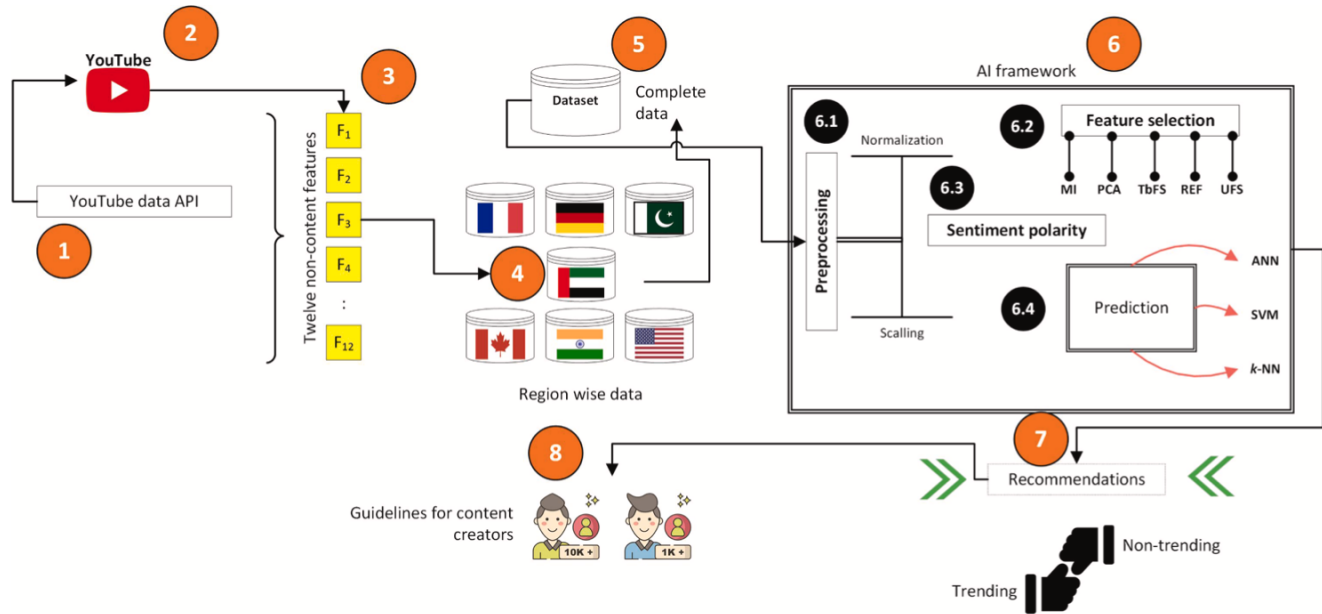 1
YouTube data API
2
YouTube
3
Twelve non-content features
F1
F2
F3
F4
:
F12
4
Region wise data
5
Dataset
Complete
data
6
AI framework
6.1
Preprocessing
Normalization
Scalling
6.2
Feature selection
MI
PCA
TbFS
REF
UFS
6.3
Sentiment polarity
6.4
Prediction
ANN
SVM
k-NN
7
Recommendations
Non-trending
Trending
8
Guidelines for content
creators
10K +
1K +